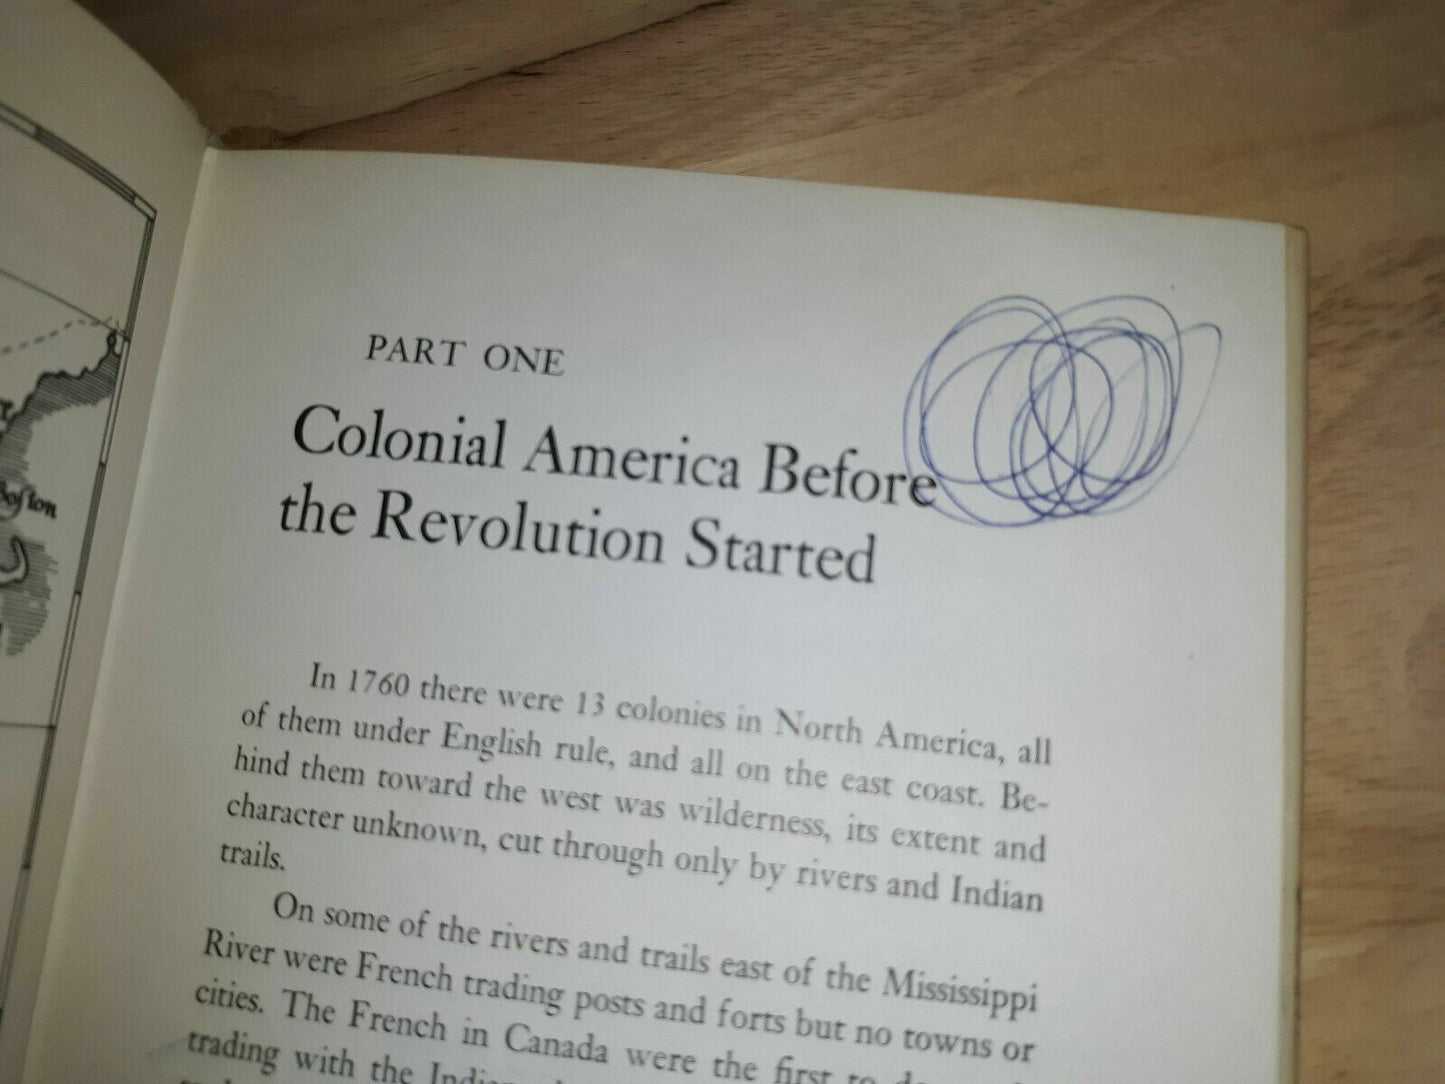 Boston
PART ONE
Colonial America Before
the Revolution Started
In 1760 there were 13 colonies in North America, all
of them under English rule, and all on the east coast. Be-
hind them toward the west was wilderness, its extent and
character unknown, cut through only by rivers and Indian
trails.
On some of the rivers and trails east of the Mississippi
River were French trading posts and forts but no towns or
cities. The French in Canada were the first to
trading with the